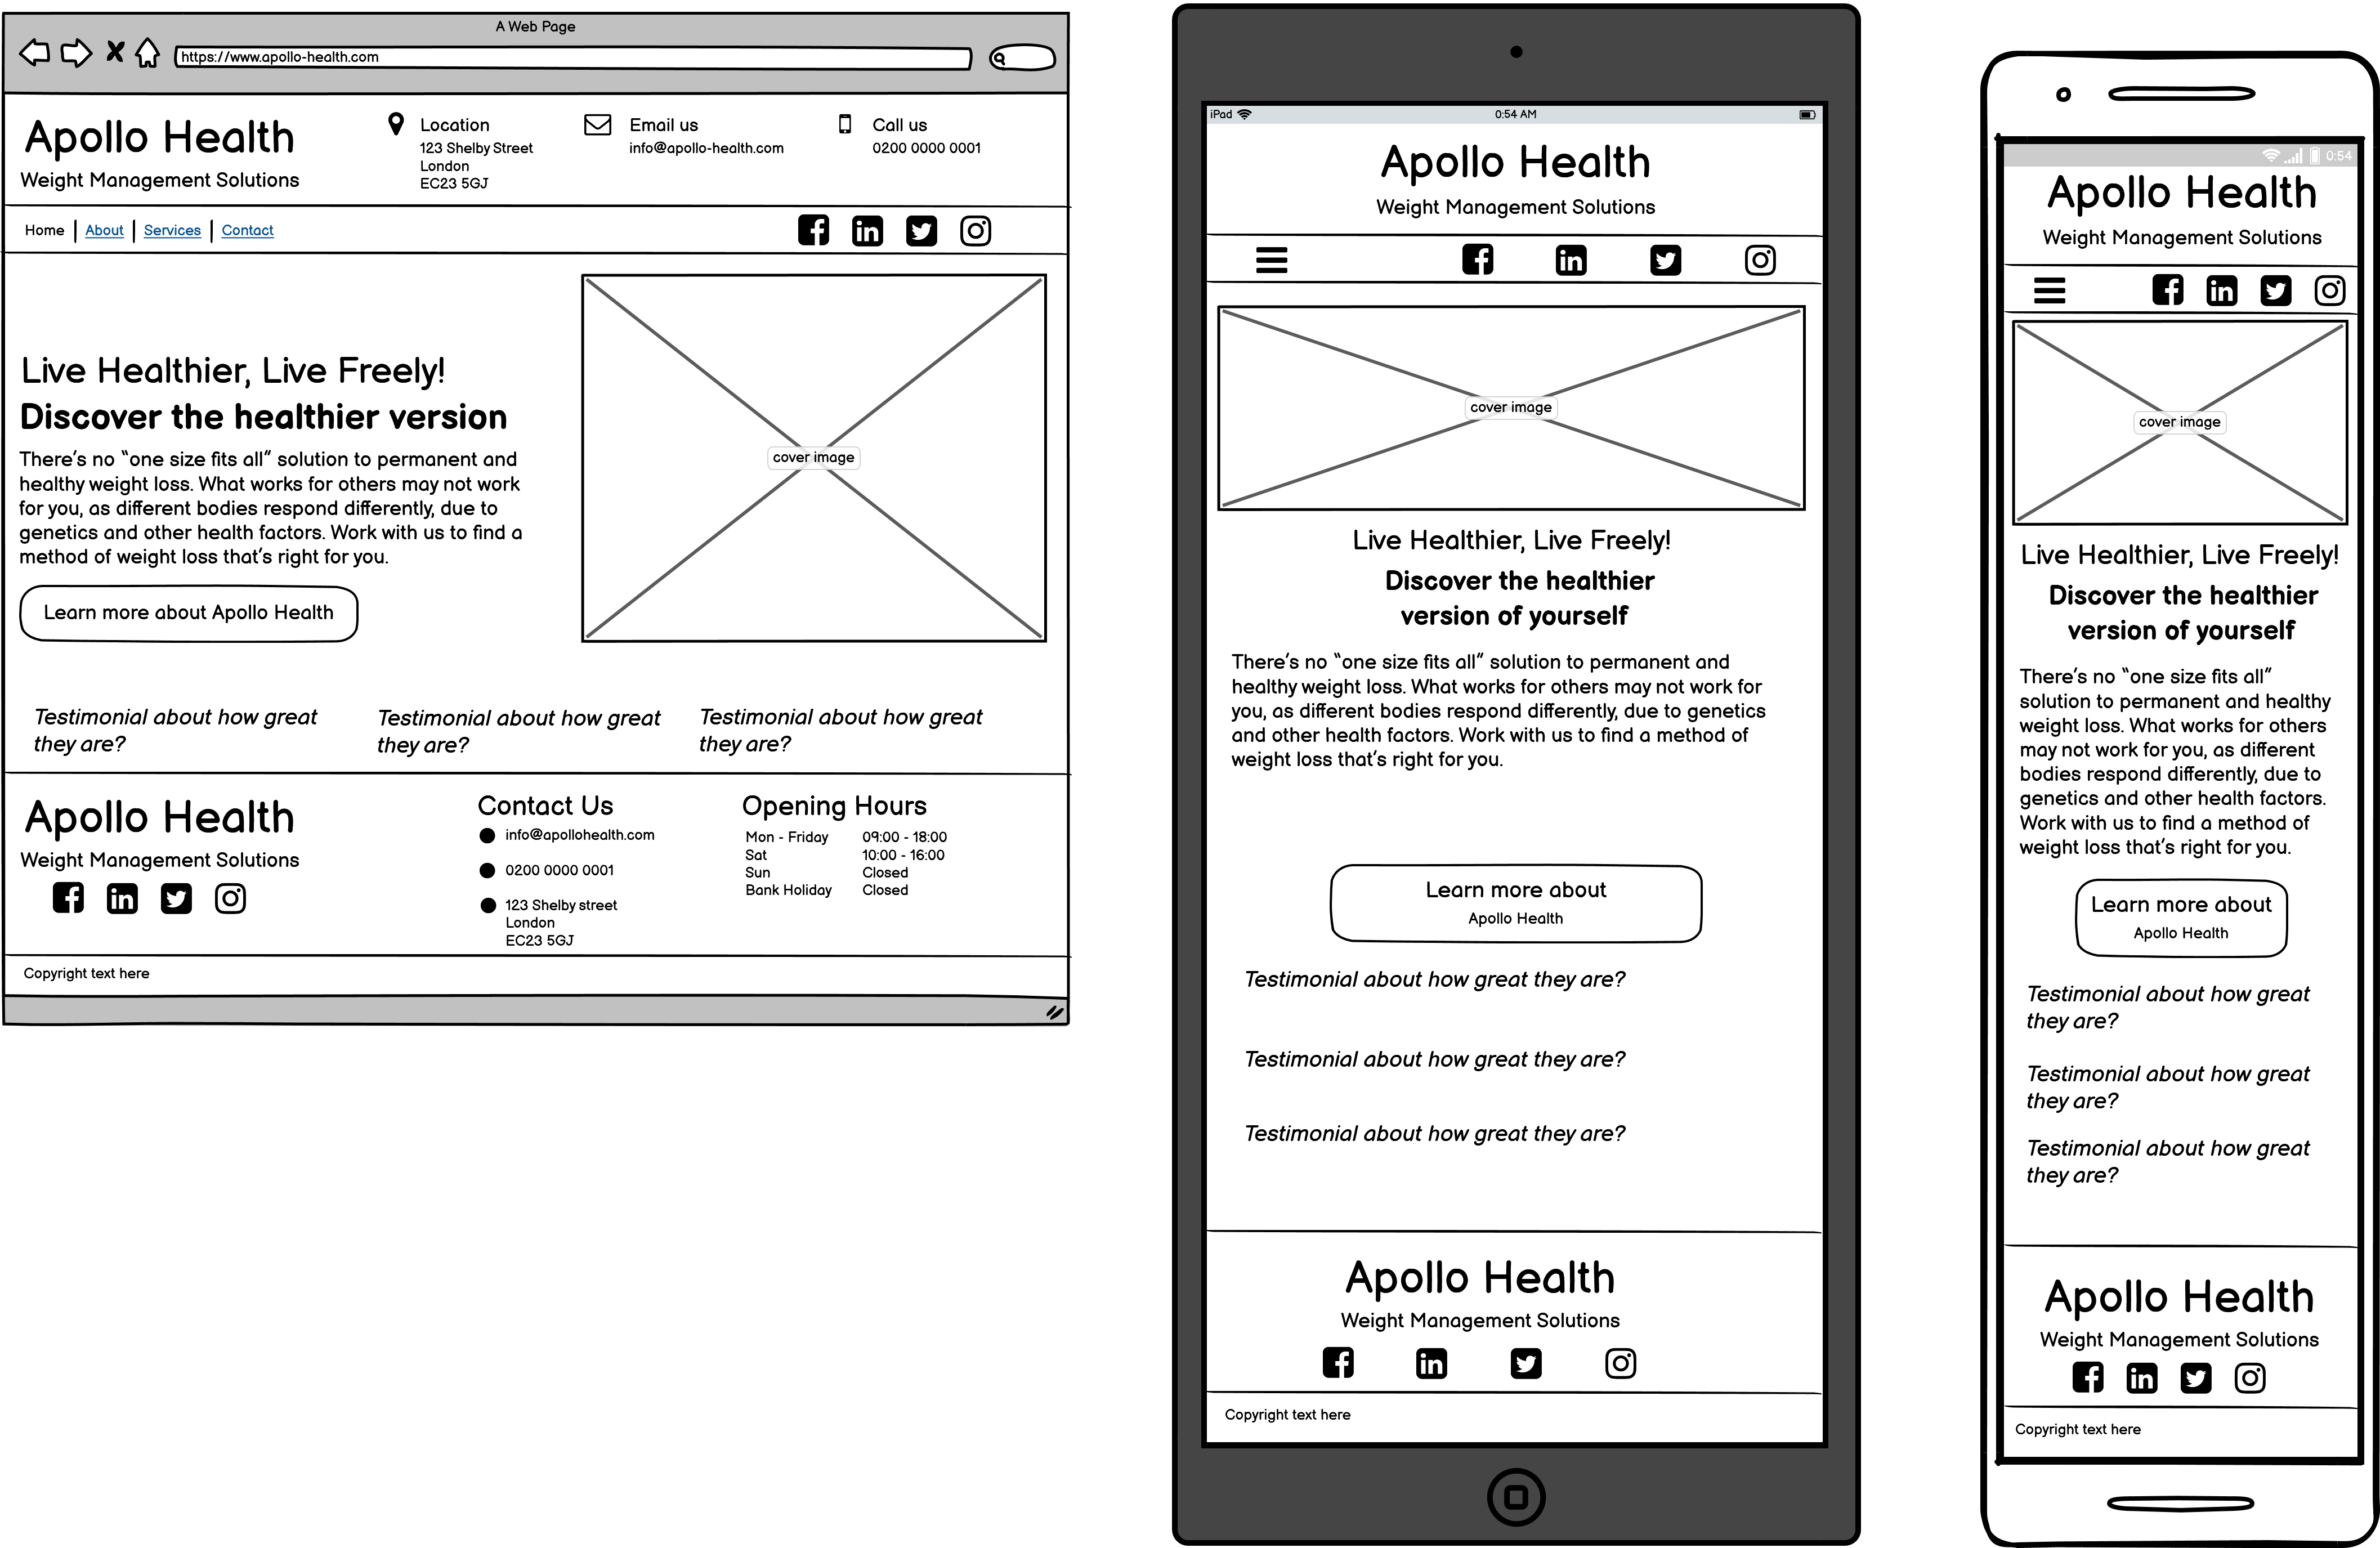 A Web Page
https://www.apollo-health.com
Apollo Health
Weight Management Solutions
Location
123 Shelby Street
London
EC23 5GJ
Email us
info@apollo-health.com
Call us
0200 0000 0001
Home | About | Services | Contact
Live Healthier, Live Freely!
Discover the healthier version
There's no "one size fits all" solution to permanent and
healthy weight loss. What works for others may not work
for you, as different bodies respond differently, due to
genetics and other health factors. Work with us to find a
method of weight loss that's right for you.
Learn more about Apollo Health
cover image
Testimonial about how great
they are?
Testimonial about how great
they are?
Testimonial about how great
they are?
Apollo Health
Weight Management Solutions
Contact Us
info@apollohealth.com
0200 0000 0001
123 Shelby street
London
EC23 5GJ
Opening Hours
Mon - Friday 09:00 - 18:00
Sat 10:00 - 16:00
Sun Closed
Bank Holiday Closed
Copyright text here
iPad 0:54 AM
Apollo Health
Weight Management Solutions
cover image
Live Healthier, Live Freely!
Discover the healthier
version of yourself
There's no "one size fits all" solution to permanent and
healthy weight loss. What works for others may not work for
you, as different bodies respond differently, due to genetics
and other health factors. Work with us to find a method of
weight loss that's right for you.
Learn more about
Apollo Health
Testimonial about how great they are?
Testimonial about how great they are?
Testimonial about how great they are?
Apollo Health
Weight Management Solutions
Copyright text here
0:54
Apollo Health
Weight Management Solutions
cover image
Live Healthier, Live Freely!
Discover the healthier
version of yourself
There's no "one size fits all"
solution to permanent and healthy
weight loss. What works for others
may not work for you, as different
bodies respond differently, due to
genetics and other health factors.
Work with us to find a method of
weight loss that's right for you.
Learn more about
Apollo Health
Testimonial about how great
they are?
Testimonial about how great
they are?
Testimonial about how great
they are?
Apollo Health
Weight Management Solutions
Copyright text here